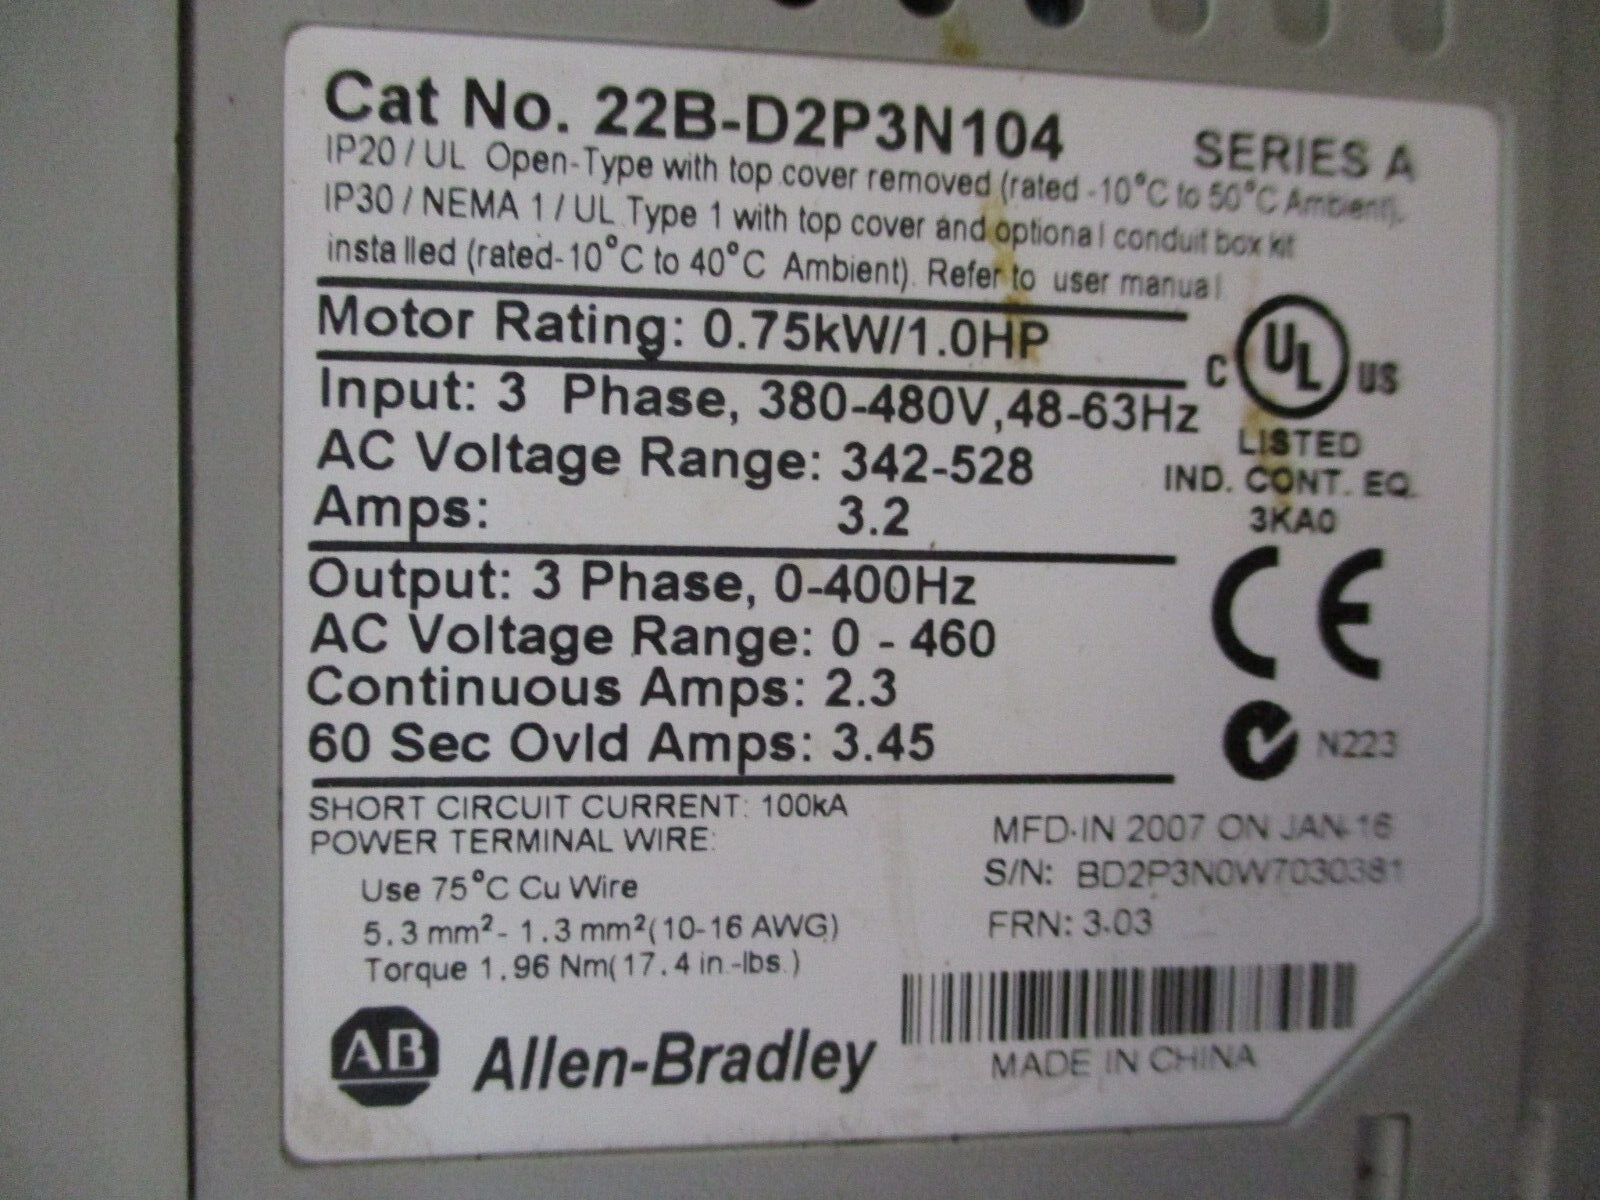 Cat No. 22B-D2P3N104
SERIES A
IP20 / UL Open-Type with top cover removed (rated -10°C to 50°C Ambient).
IP30 / NEMA 1 / UL Type 1 with top cover and optional conduit box kit
installed (rated-10°C to 40°C Ambient). Refer to user manual
Motor Rating: 0.75kW/1.0HP
Input: 3 Phase, 380-480V,48-63Hz
AC Voltage Range: 342-528
Amps: 3.2
Output: 3 Phase, 0-400Hz
AC Voltage Range: 0 - 460
Continuous Amps: 2.3
60 Sec Ovld Amps: 3.45
C UL US
LISTED
IND. CONT. EQ.
3KA0
CE
N223
SHORT CIRCUIT CURRENT: 100kA
POWER TERMINAL WIRE:
Use 75°C Cu Wire
5.3 mm²- 1.3 mm²(10-16 AWG)
Torque 1.96 Nm(17.4 in.-lbs.)
MFD.IN 2007 ON JAN-16
S/N: BD2P3N0W7030381
FRN: 3.03
AB Allen-Bradley
MADE IN CHINA